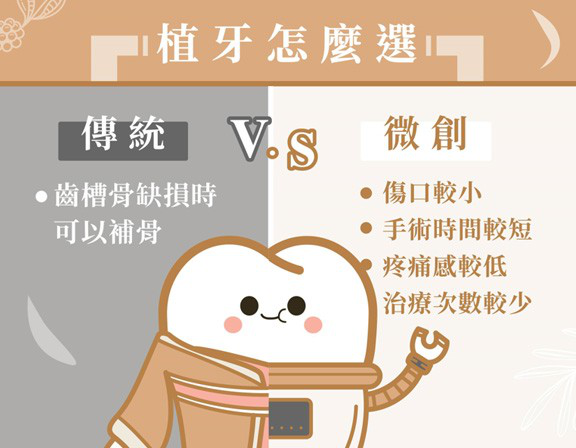 植牙怎麼選
傳統
V.S
微創
●齒槽骨缺損時
可以補骨
●傷口較小
●手術時間較短
●疼痛感較低
治療次數較少